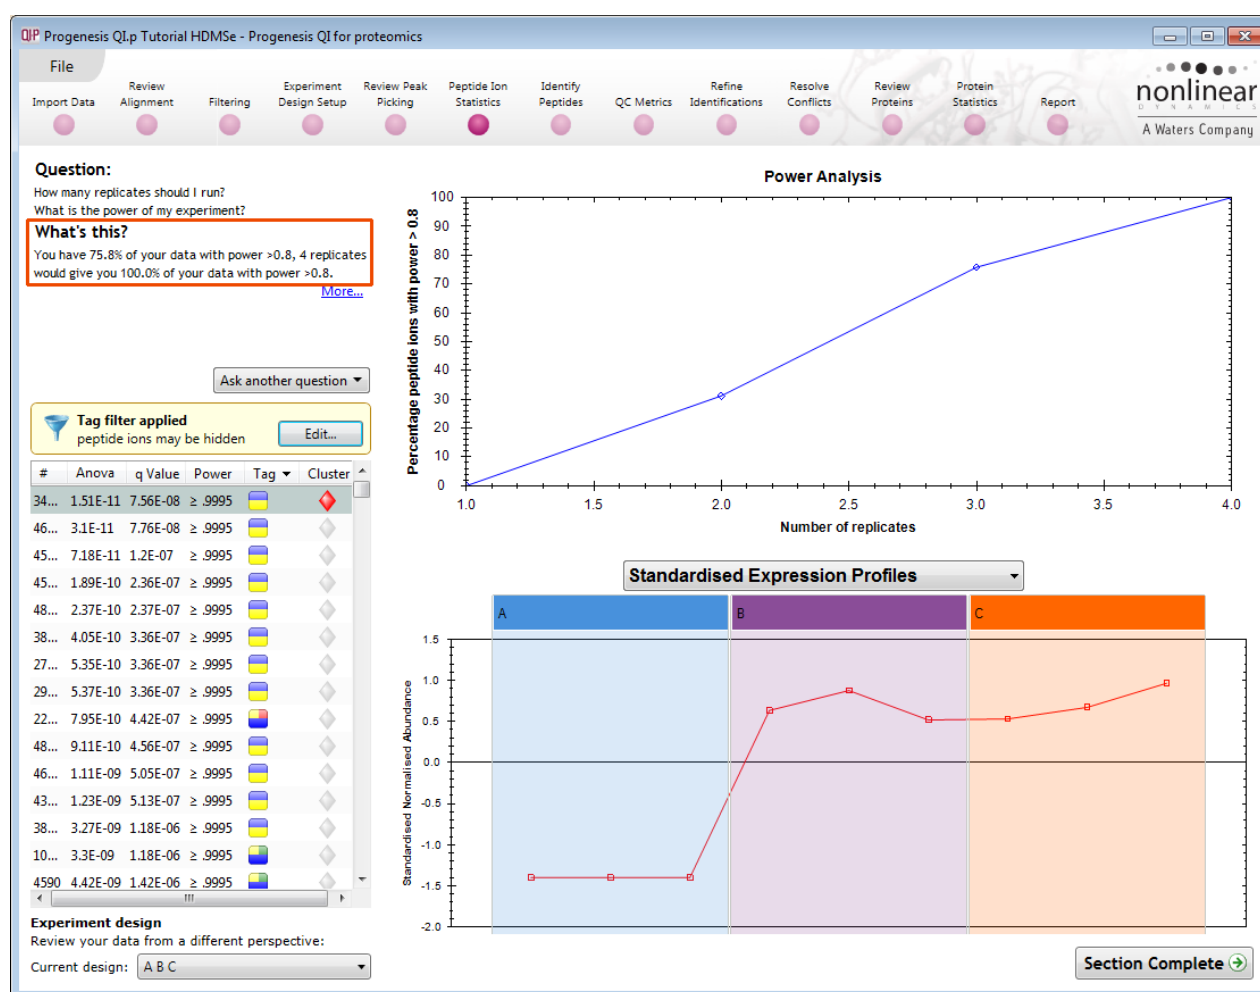 Progenesis QI.p Tutorial HDMSe - Progenesis QI for proteomics
File
Import Data
Review Alignment
Filtering
Experiment Design Setup
Review Peak Picking
Peptide Ion Statistics
Identify Peptides
QC Metrics
Refine Identifications
Resolve Conflicts
Review Proteins
Protein Statistics
Report
nonlinear
DYNAMICS
A Waters Company
Question:
How many replicates should I run?
What is the power of my experiment?
What's this?
You have 75.8% of your data with power >0.8, 4 replicates
would give you 100.0% of your data with power >0.8.
More...
Ask another question
Tag filter applied
peptide ions may be hidden
Edit...
# Anova q Value Power Tag Cluster
34... 1.51E-11 7.56E-08 ≥ .9995
46... 3.1E-11 7.76E-08 ≥ .9995
45... 7.18E-11 1.2E-07 ≥ .9995
45... 1.89E-10 2.36E-07 ≥ .9995
48... 2.37E-10 2.37E-07 ≥ .9995
38... 4.05E-10 3.36E-07 ≥ .9995
27... 5.35E-10 3.36E-07 ≥ .9995
29... 5.37E-10 3.36E-07 ≥ .9995
22... 7.95E-10 4.42E-07 ≥ .9995
48... 9.11E-10 4.56E-07 ≥ .9995
46... 1.11E-09 5.05E-07 ≥ .9995
43... 1.23E-09 5.13E-07 ≥ .9995
38... 3.27E-09 1.18E-06 ≥ .9995
10... 3.3E-09 1.18E-06 ≥ .9995
4590 4.42E-09 1.42E-06 ≥ .9995
Experiment design
Review your data from a different perspective:
Current design: A B C
Power Analysis
Percentage peptide ions with power > 0.8
100
90
80
70
60
50
40
30
20
10
0
1.0 1.5 2.0 2.5 3.0 3.5 4.0
Number of replicates
Standardised Expression Profiles
A B C
Standardised Normalised Abundance
1.5
1.0
0.5
0.0
-0.5
-1.0
-1.5
-2.0
Section Complete